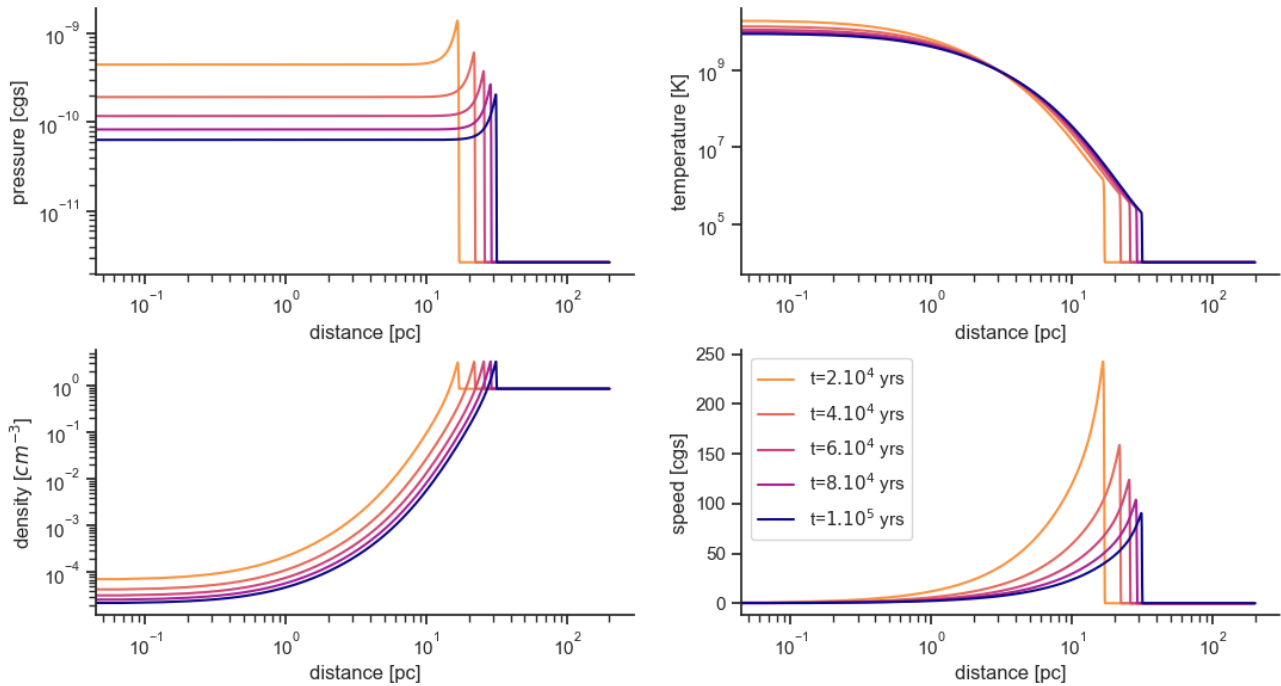 pressure [cgs]
10⁻⁹
10⁻¹⁰
10⁻¹¹
10⁻¹ 10⁰ 10¹ 10²
distance [pc]
temperature [K]
10⁹
10⁷
10⁵
10⁻¹ 10⁰ 10¹ 10²
distance [pc]
density [cm⁻³]
10⁰
10⁻¹
10⁻²
10⁻³
10⁻⁴
10⁻¹ 10⁰ 10¹ 10²
distance [pc]
speed [cgs]
250
200
150
100
50
0
t=2.10⁴ yrs
t=4.10⁴ yrs
t=6.10⁴ yrs
t=8.10⁴ yrs
t=1.10⁵ yrs
10⁻¹ 10⁰ 10¹ 10²
distance [pc]